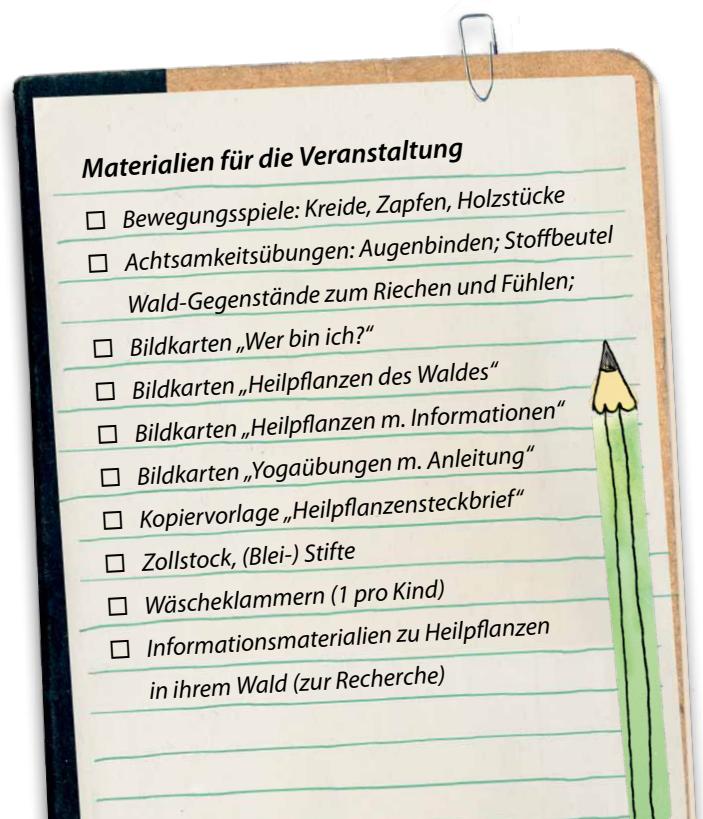 Materialien für die Veranstaltung
☐ Bewegungsspiele: Kreide, Zapfen, Holzstücke
☐ Achtsamkeitsübungen: Augenbinden; Stoffbeutel
Wald-Gegenstände zum Riechen und Fühlen;
☐ Bildkarten „Wer bin ich?“
☐ Bildkarten „Heilpflanzen des Waldes“
☐ Bildkarten „Heilpflanzen m. Informationen“
☐ Bildkarten „Yogaübungen m. Anleitung“
☐ Kopiervorlage „Heilpflanzensteckbrief“
☐ Zollstock, (Blei-) Stifte
☐ Wäscheklammern (1 pro Kind)
☐ Informationsmaterialien zu Heilpflanzen
in ihrem Wald (zur Recherche)